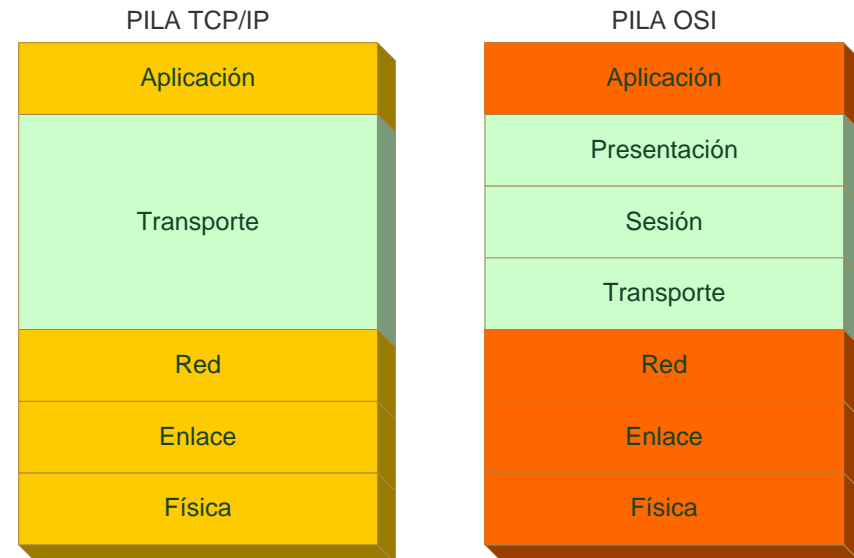 PILA TCP/IP
Aplicación
Transporte
Red
Enlace
Física
PILA OSI
Aplicación
Presentación
Sesión
Transporte
Red
Enlace
Física